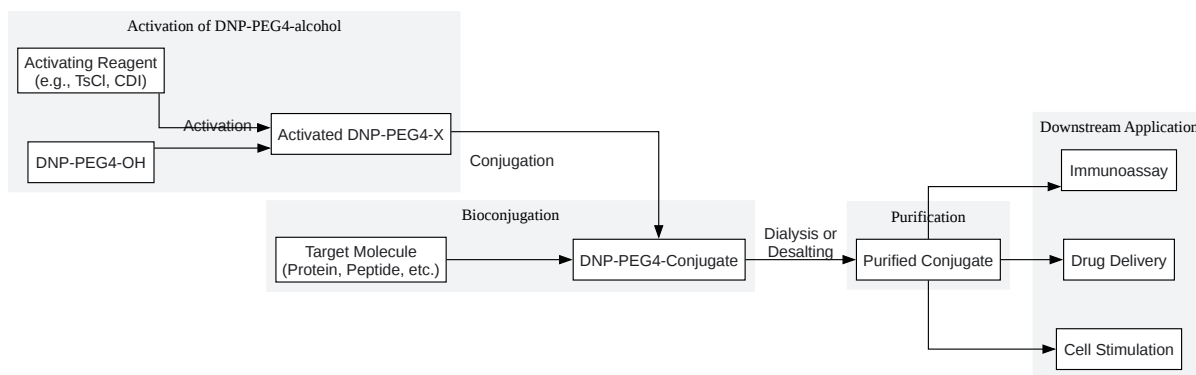 Activation of DNP-PEG4-alcohol
Activating Reagent
(e.g., TsCl, CDI)
Activation
Activated DNP-PEG4-X
DNP-PEG4-OH
Conjugation
Bioconjugation
Target Molecule
(Protein, Peptide, etc.)
DNP-PEG4-Conjugate
Dialysis or
Desalting
Purification
Purified Conjugate
Downstream Application
Immunoassay
Drug Delivery
Cell Stimulation